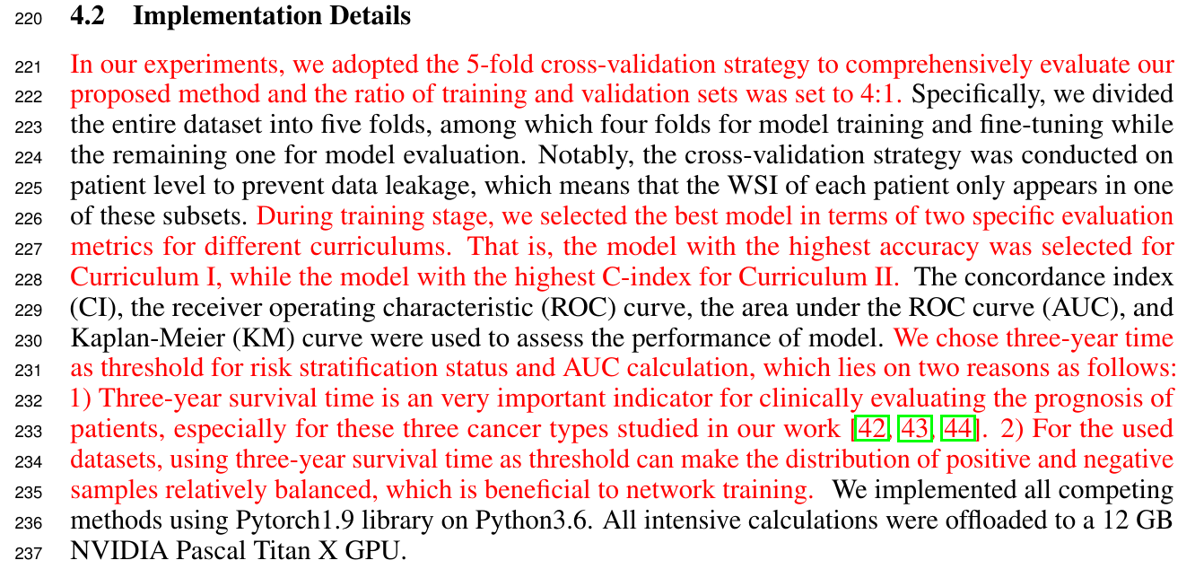 220 4.2 Implementation Details
221 In our experiments, we adopted the 5-fold cross-validation strategy to comprehensively evaluate our
222 proposed method and the ratio of training and validation sets was set to 4:1. Specifically, we divided
223 the entire dataset into five folds, among which four folds for model training and fine-tuning while
224 the remaining one for model evaluation. Notably, the cross-validation strategy was conducted on
225 patient level to prevent data leakage, which means that the WSI of each patient only appears in one
226 of these subsets. During training stage, we selected the best model in terms of two specific evaluation
227 metrics for different curriculums. That is, the model with the highest accuracy was selected for
228 Curriculum I, while the model with the highest C-index for Curriculum II. The concordance index
229 (CI), the receiver operating characteristic (ROC) curve, the area under the ROC curve (AUC), and
230 Kaplan-Meier (KM) curve were used to assess the performance of model. We chose three-year time
231 as threshold for risk stratification status and AUC calculation, which lies on two reasons as follows:
232 1) Three-year survival time is an very important indicator for clinically evaluating the prognosis of
233 patients, especially for these three cancer types studied in our work [42, 43, 44]. 2) For the used
234 datasets, using three-year survival time as threshold can make the distribution of positive and negative
235 samples relatively balanced, which is beneficial to network training. We implemented all competing
236 methods using Pytorch1.9 library on Python3.6. All intensive calculations were offloaded to a 12 GB
237 NVIDIA Pascal Titan X GPU.